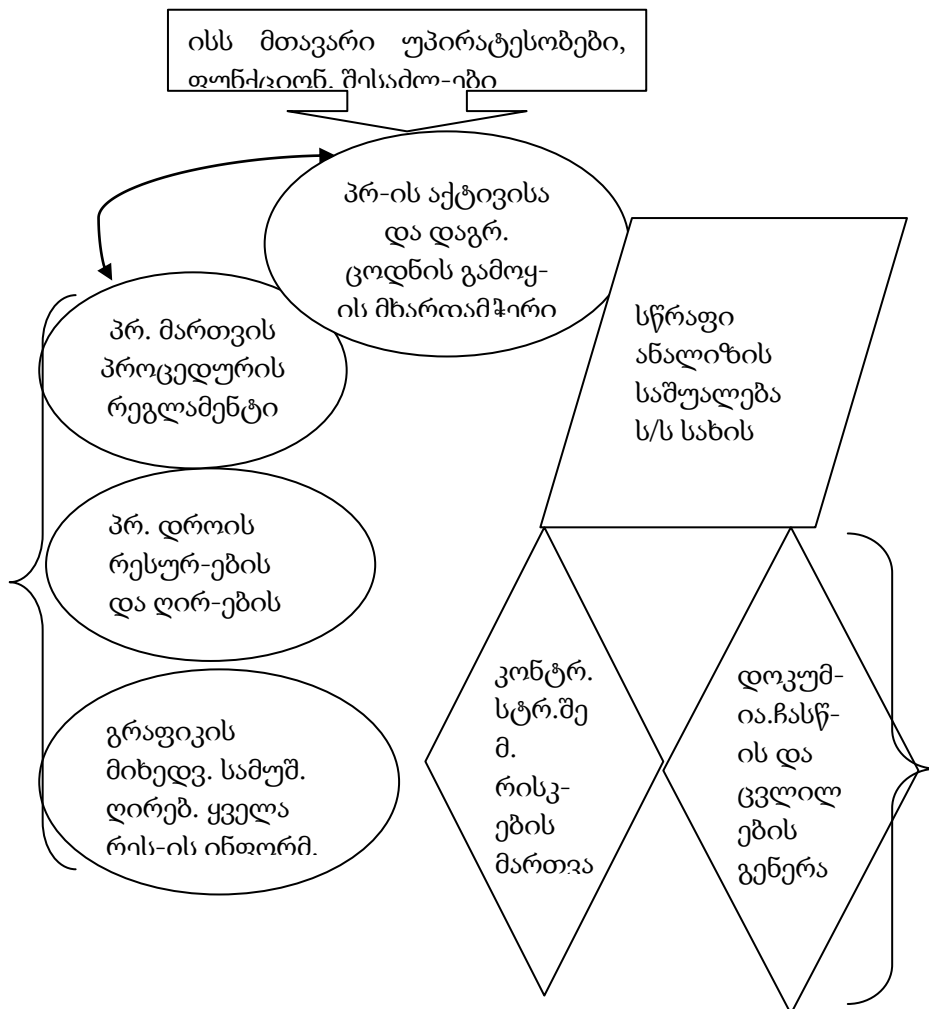 ისს მთავარი უპირატესობები,
ფუნქციონ. შესაძლ-ები
პრ-ის აქტივისა
და დაგრ.
ცოდნის გამოყ-
ის მხარდამჭერი
პრ. მართვის
პროცედურის
რეგლამენტი
სწრაფი
ანალიზის
საშუალება
ს/ს სახის
პრ. დროის
რესურ-ების
და ღირ-ების
გრაფიკის
მიხედვ. სამუშ.
ღირებ. ყველა
რეს-ის ინფორმ.
კონტრ.
სტრ.შე
მ.
რისკ-
ების
მართვა
დოკუმ-
ია.ჩასწ-
ის და
ცვლილ
ების
გენერა